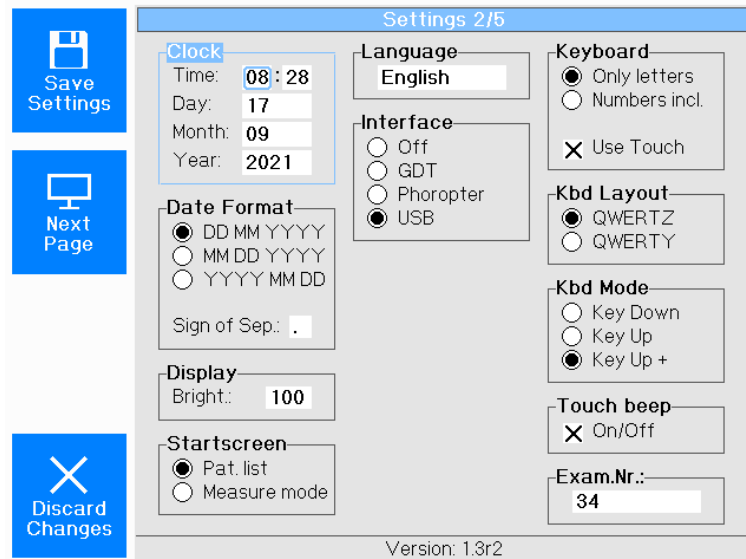 Settings 2/5
Save
Settings
Next
Page
Discard
Changes
Clock
Time: 08 : 28
Day: 17
Month: 09
Year: 2021
Date Format
DD MM YYYY
MM DD YYYY
YYYY MM DD
Sign of Sep.: .
Display
Bright.: 100
Startscreen
Pat. list
Measure mode
Language
English
Interface
Off
GDT
Phoropter
USB
Keyboard
Only letters
Numbers incl.
Use Touch
Kbd Layout
QWERTZ
QWERTY
Kbd Mode
Key Down
Key Up
Key Up +
Touch beep
On/Off
Exam.Nr.:
34
Version: 1.3r2